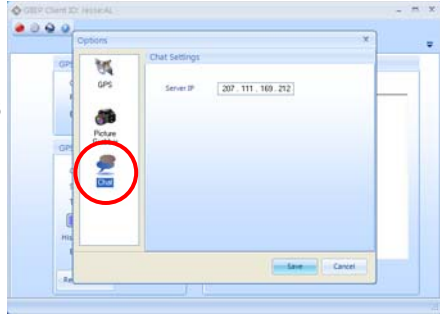 Options
Chat Settings
GPS
Server IP 207 . 111 . 169 . 212
Picture
Chat
Save Cancel